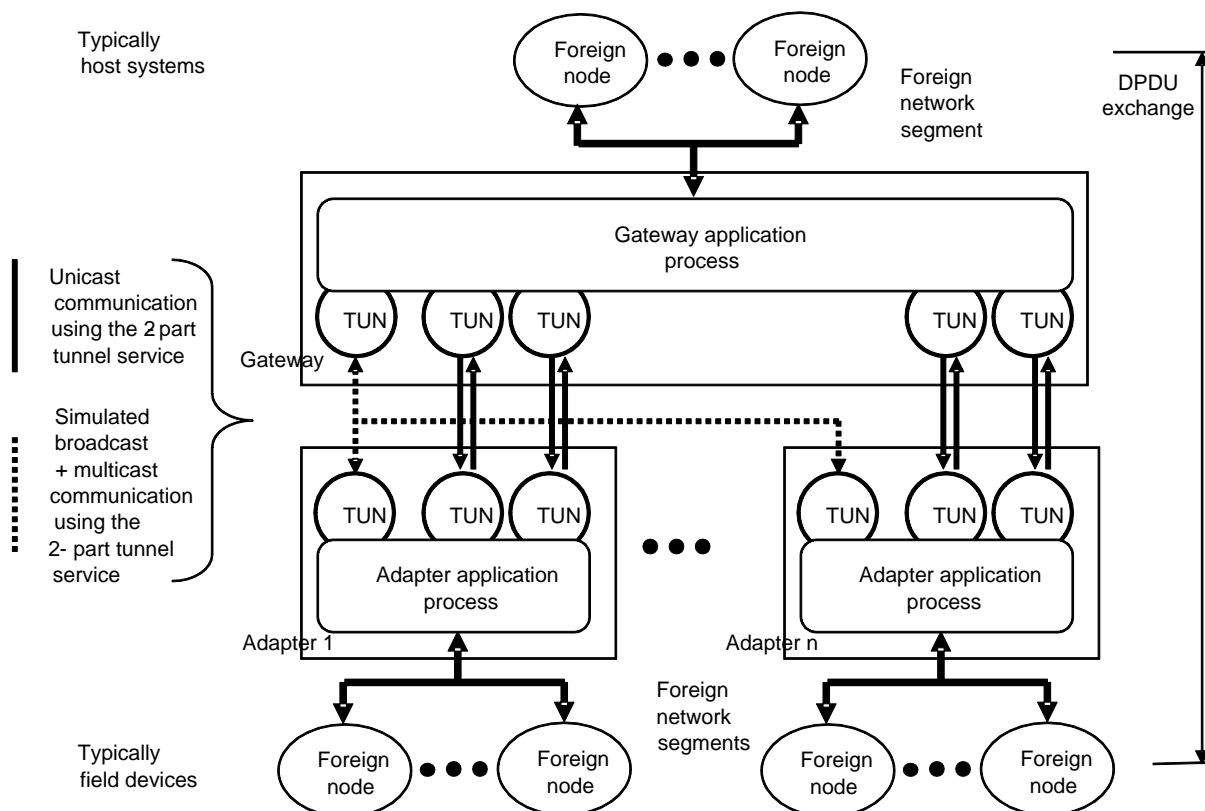 Typically
host systems
Foreign
node
Foreign
node
Foreign
network
segment
DPDU
exchange
Gateway application
process
Unicast
communication
using the 2 part
tunnel service
TUN
TUN
TUN
TUN
TUN
Gateway
Simulated
broadcast
+ multicast
communication
using the
2- part tunnel
service
TUN
TUN
TUN
TUN
TUN
TUN
Adapter application
process
Adapter application
process
Adapter 1
Adapter n
Foreign
network
segments
Typically
field devices
Foreign
node
Foreign
node
Foreign
node
Foreign
node